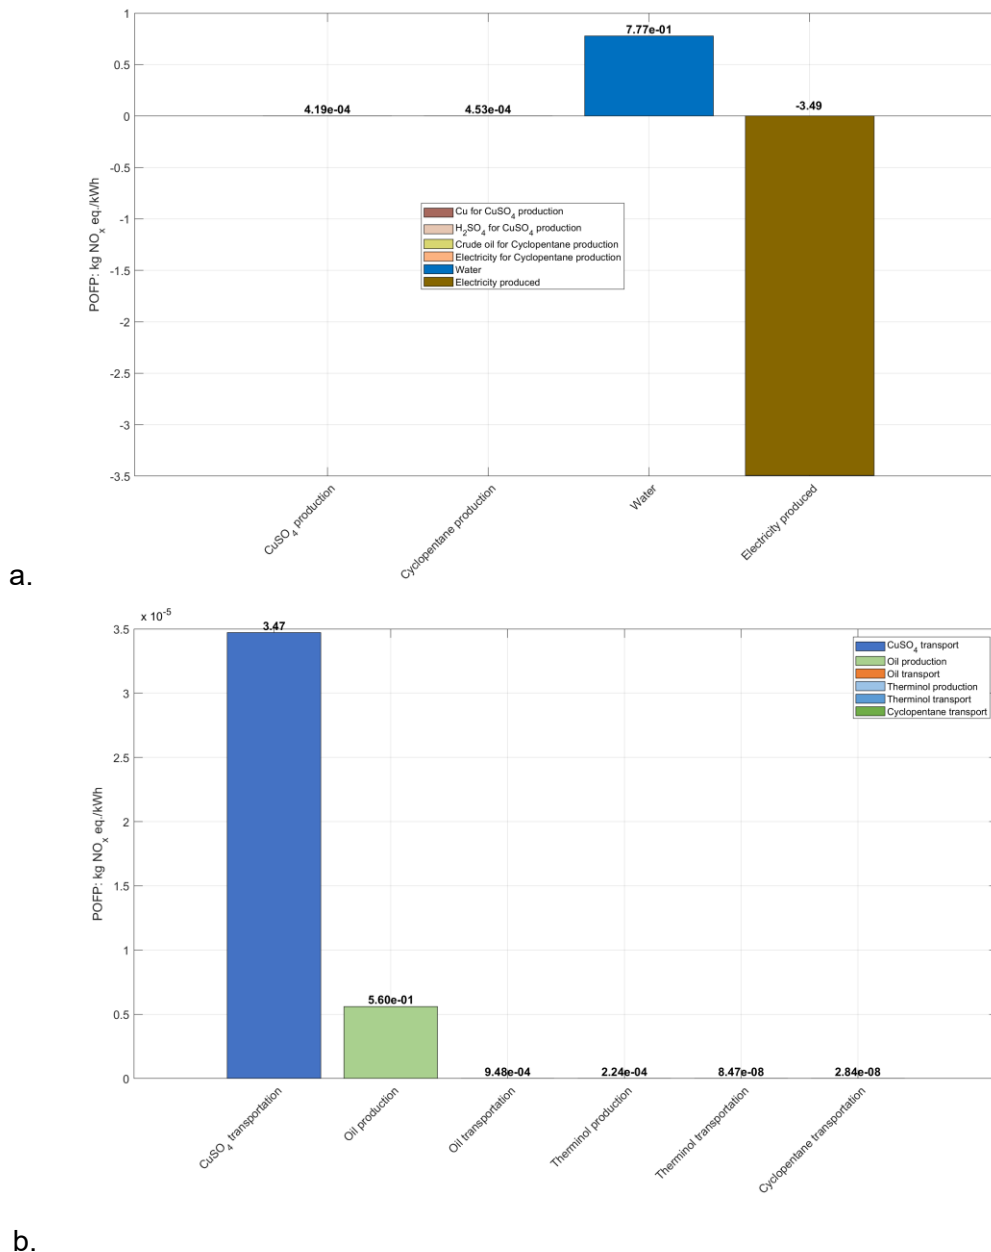 1
0.5
0
-0.5
-1
-1.5
-2
-2.5
-3
-3.5
POFP: kg NOx eq./kWh
4.19e-04
4.53e-04
7.77e-01
-3.49
Cu for CuSO4 production
H2SO4 for CuSO4 production
Crude oil for Cyclopentane production
Electricity for Cyclopentane production
Water
Electricity produced
CuSO4 production
Cyclopentane production
Water
Electricity produced
a.
x 10-5
3.5
3
2.5
2
1.5
1
0.5
0
POFP: kg NOx eq./kWh
3.47
5.60e-01
9.48e-04
2.24e-04
8.47e-08
2.84e-08
CuSO4 transport
Oil production
Oil transport
Therminol production
Therminol transport
Cyclopentane transport
CuSO4 transportation
Oil production
Oil transportation
Therminol production
Therminol transportation
Cyclopentane transportation
b.